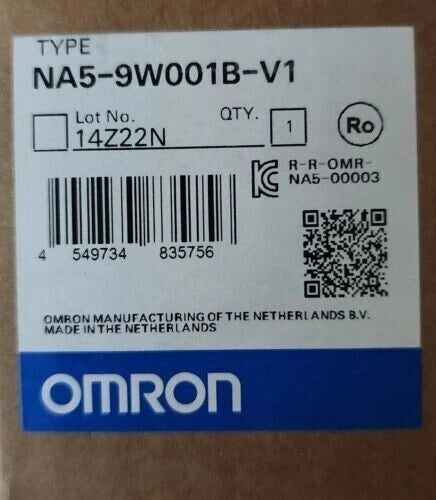 TYPE
NA5-9W001B-V1
Lot No.
QTY.
14Z22N
1
Ro
R-R-OMR-
NA5-00003
4 549734 835756
OMRON MANUFACTURING OF THE NETHERLANDS B.V.
MADE IN THE NETHERLANDS
OMRON